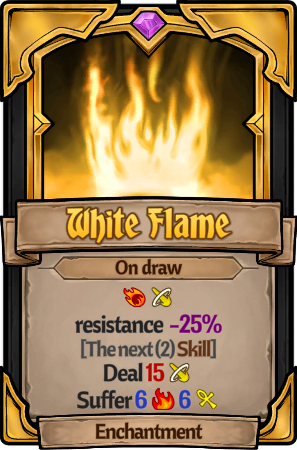 White Flame
On draw
resistance -25%
[The next (2) Skill]
Deal 15
Suffer 6 6
Enchantment